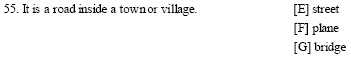 55. It is a road inside a town or village. [E] street
[F] plane
[G] bridge